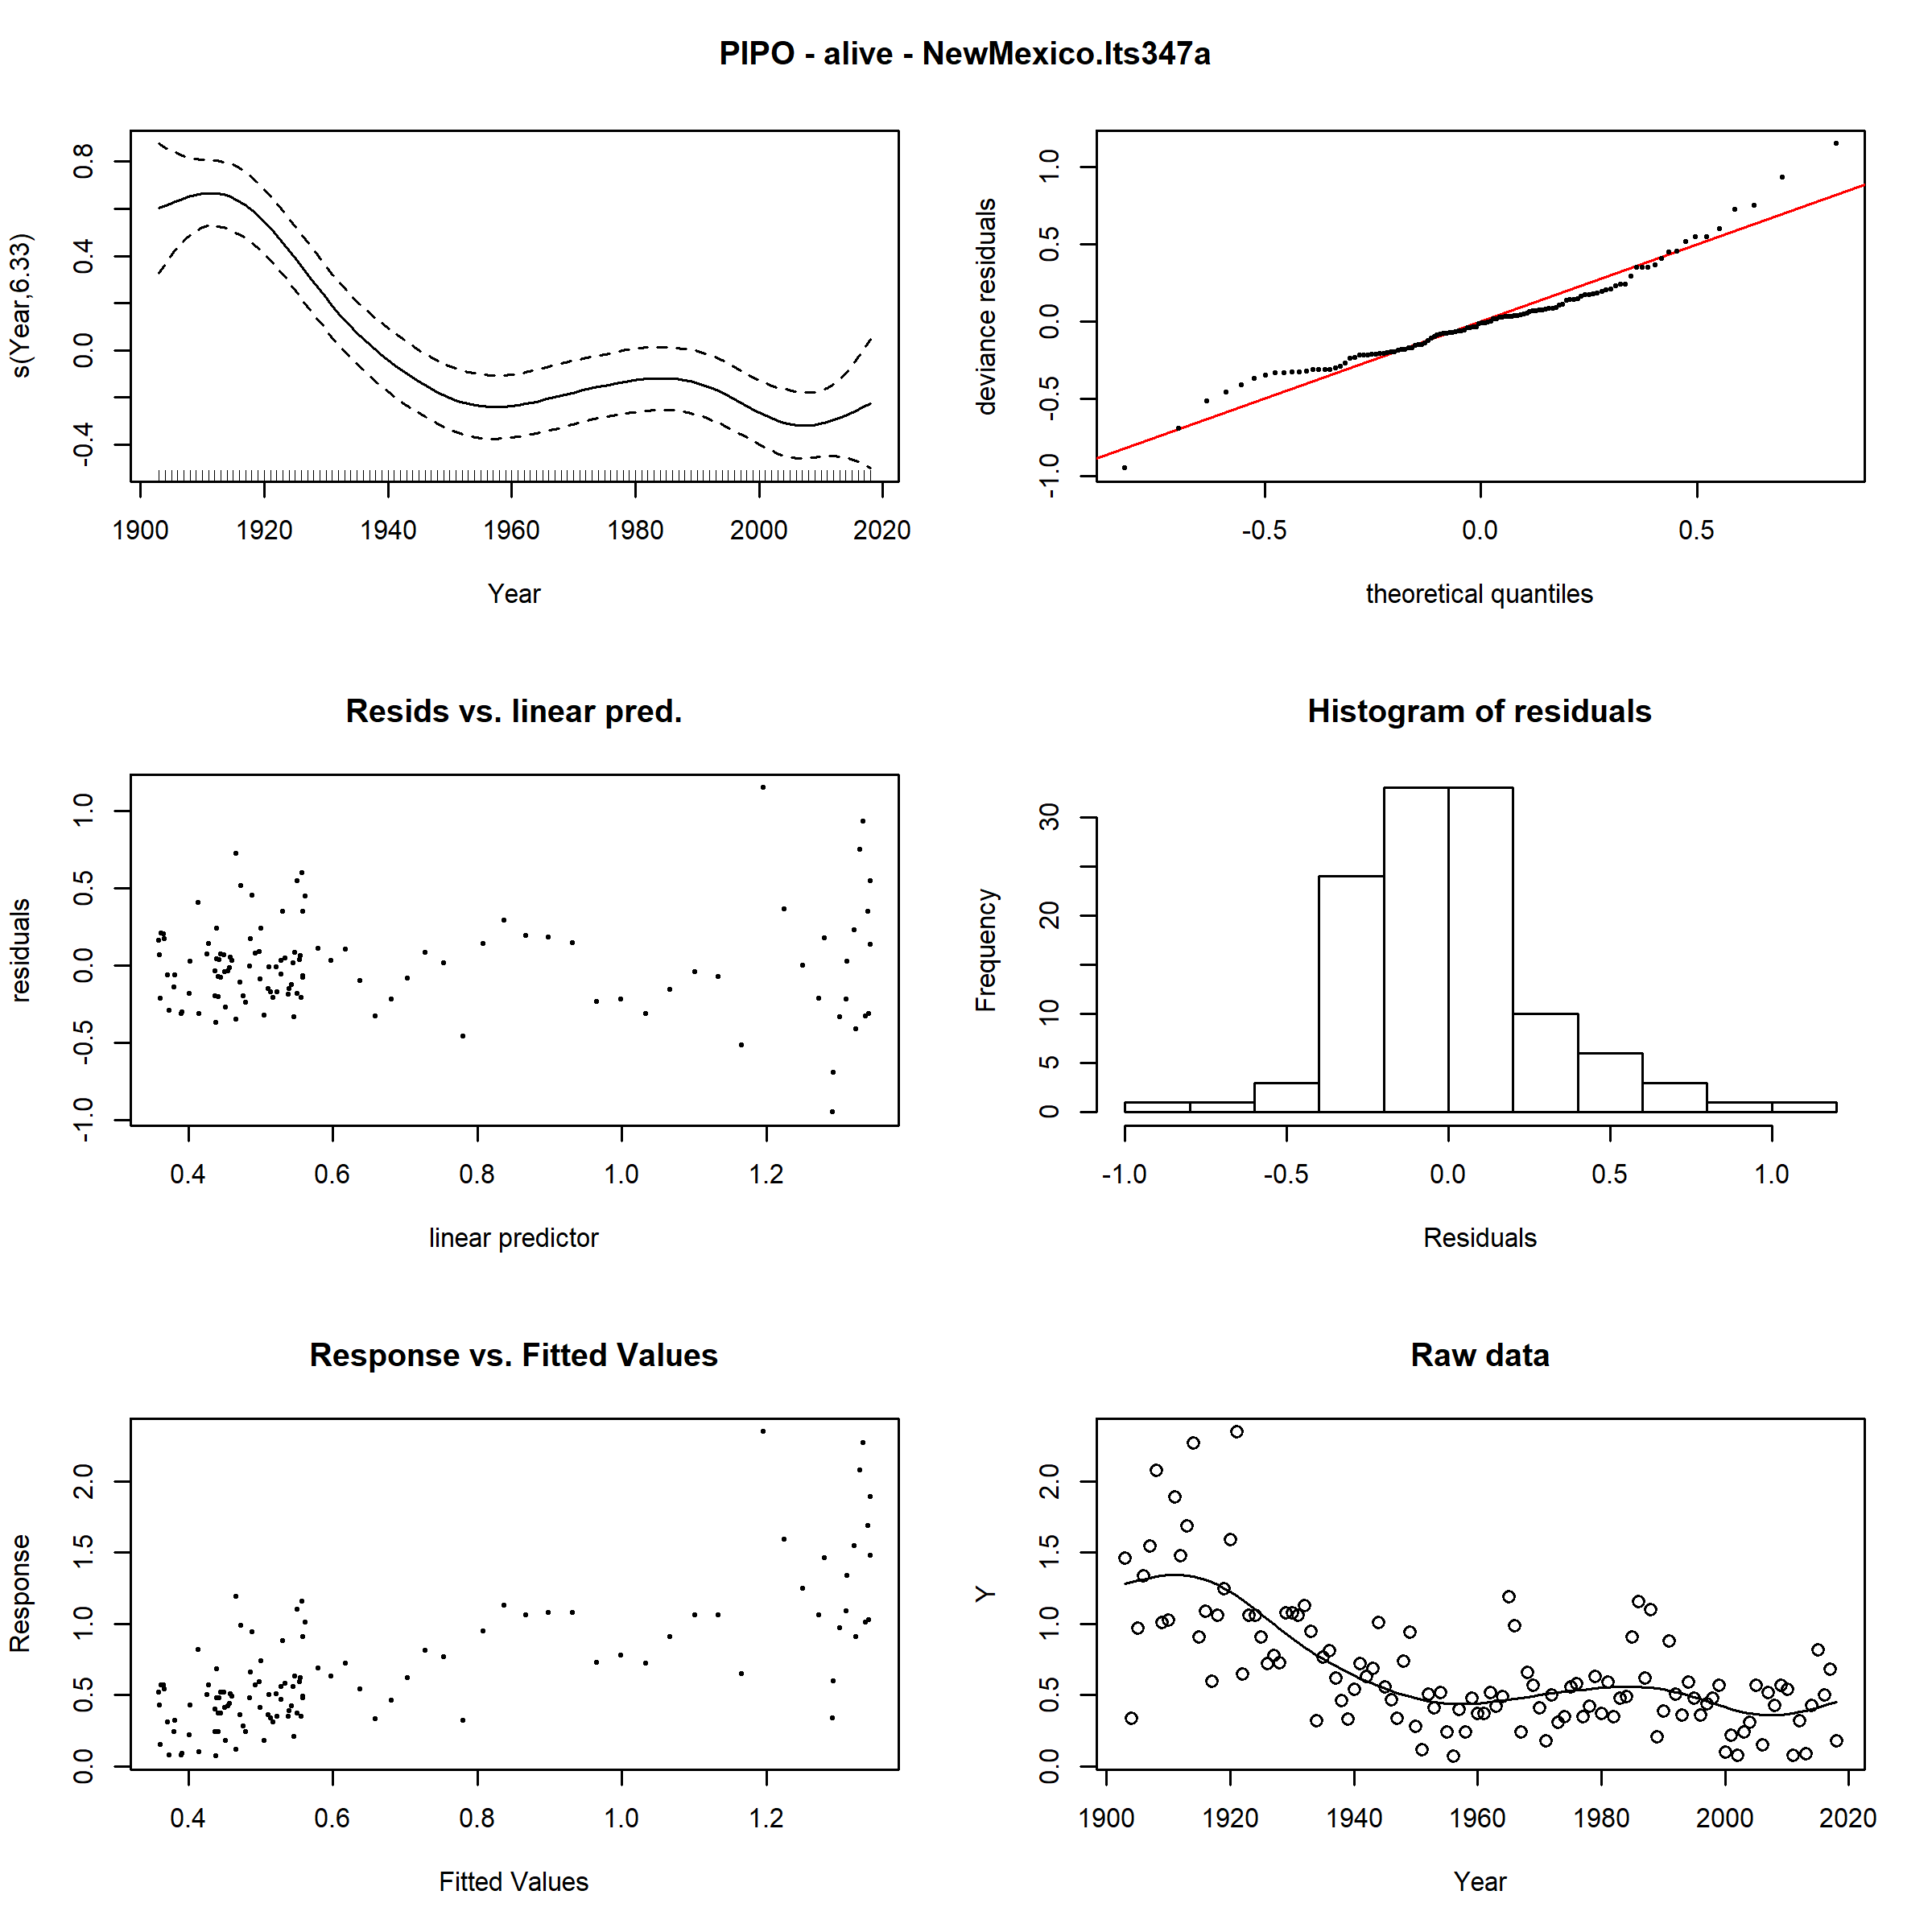 PIPO - alive - NewMexico.lts347a
s(Year,6.33)
-0.4 0.0 0.4 0.8
1900 1920 1940 1960 1980 2000 2020
Year
deviance residuals
-1.0 -0.5 0.0 0.5 1.0
-0.5 0.0 0.5
theoretical quantiles
Resids vs. linear pred.
residuals
-1.0 -0.5 0.0 0.5 1.0
0.4 0.6 0.8 1.0 1.2
linear predictor
Histogram of residuals
Frequency
0 5 10 20 30
-1.0 -0.5 0.0 0.5 1.0
Residuals
Response vs. Fitted Values
Response
0.0 0.5 1.0 1.5 2.0
0.4 0.6 0.8 1.0 1.2
Fitted Values
Raw data
Y
0.0 0.5 1.0 1.5 2.0
1900 1920 1940 1960 1980 2000 2020
Year